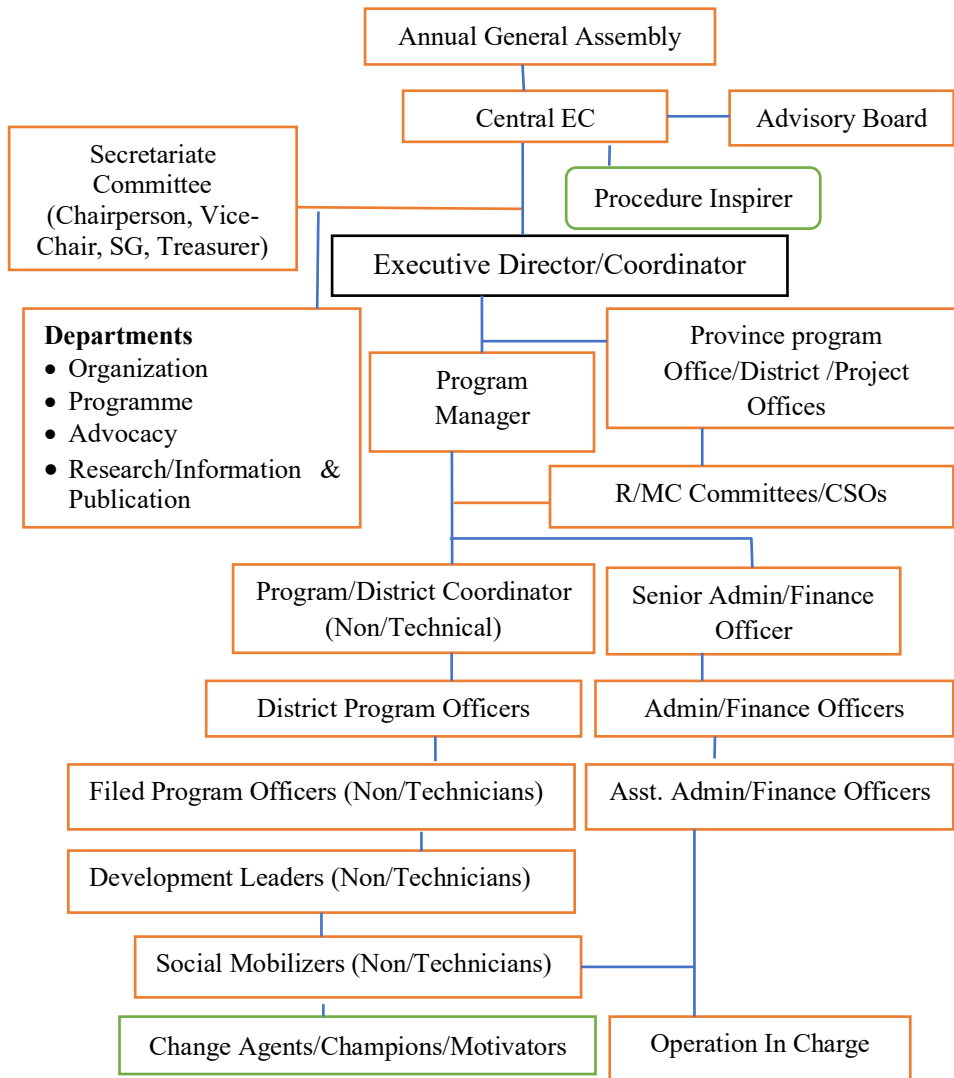 Annual General Assembly
Central EC
Advisory Board
Secretariate
Committee
(Chairperson, Vice-
Chair, SG, Treasurer)
Procedure Inspirer
Executive Director/Coordinator
Departments
• Organization
• Programme
• Advocacy
• Research/Information &
Publication
Program
Manager
Province program
Office/District /Project
Offices
R/MC Committees/CSOs
Program/District Coordinator
(Non/Technical)
Senior Admin/Finance
Officer
District Program Officers
Admin/Finance Officers
Filed Program Officers (Non/Technicians)
Asst. Admin/Finance Officers
Development Leaders (Non/Technicians)
Social Mobilizers (Non/Technicians)
Change Agents/Champions/Motivators
Operation In Charge